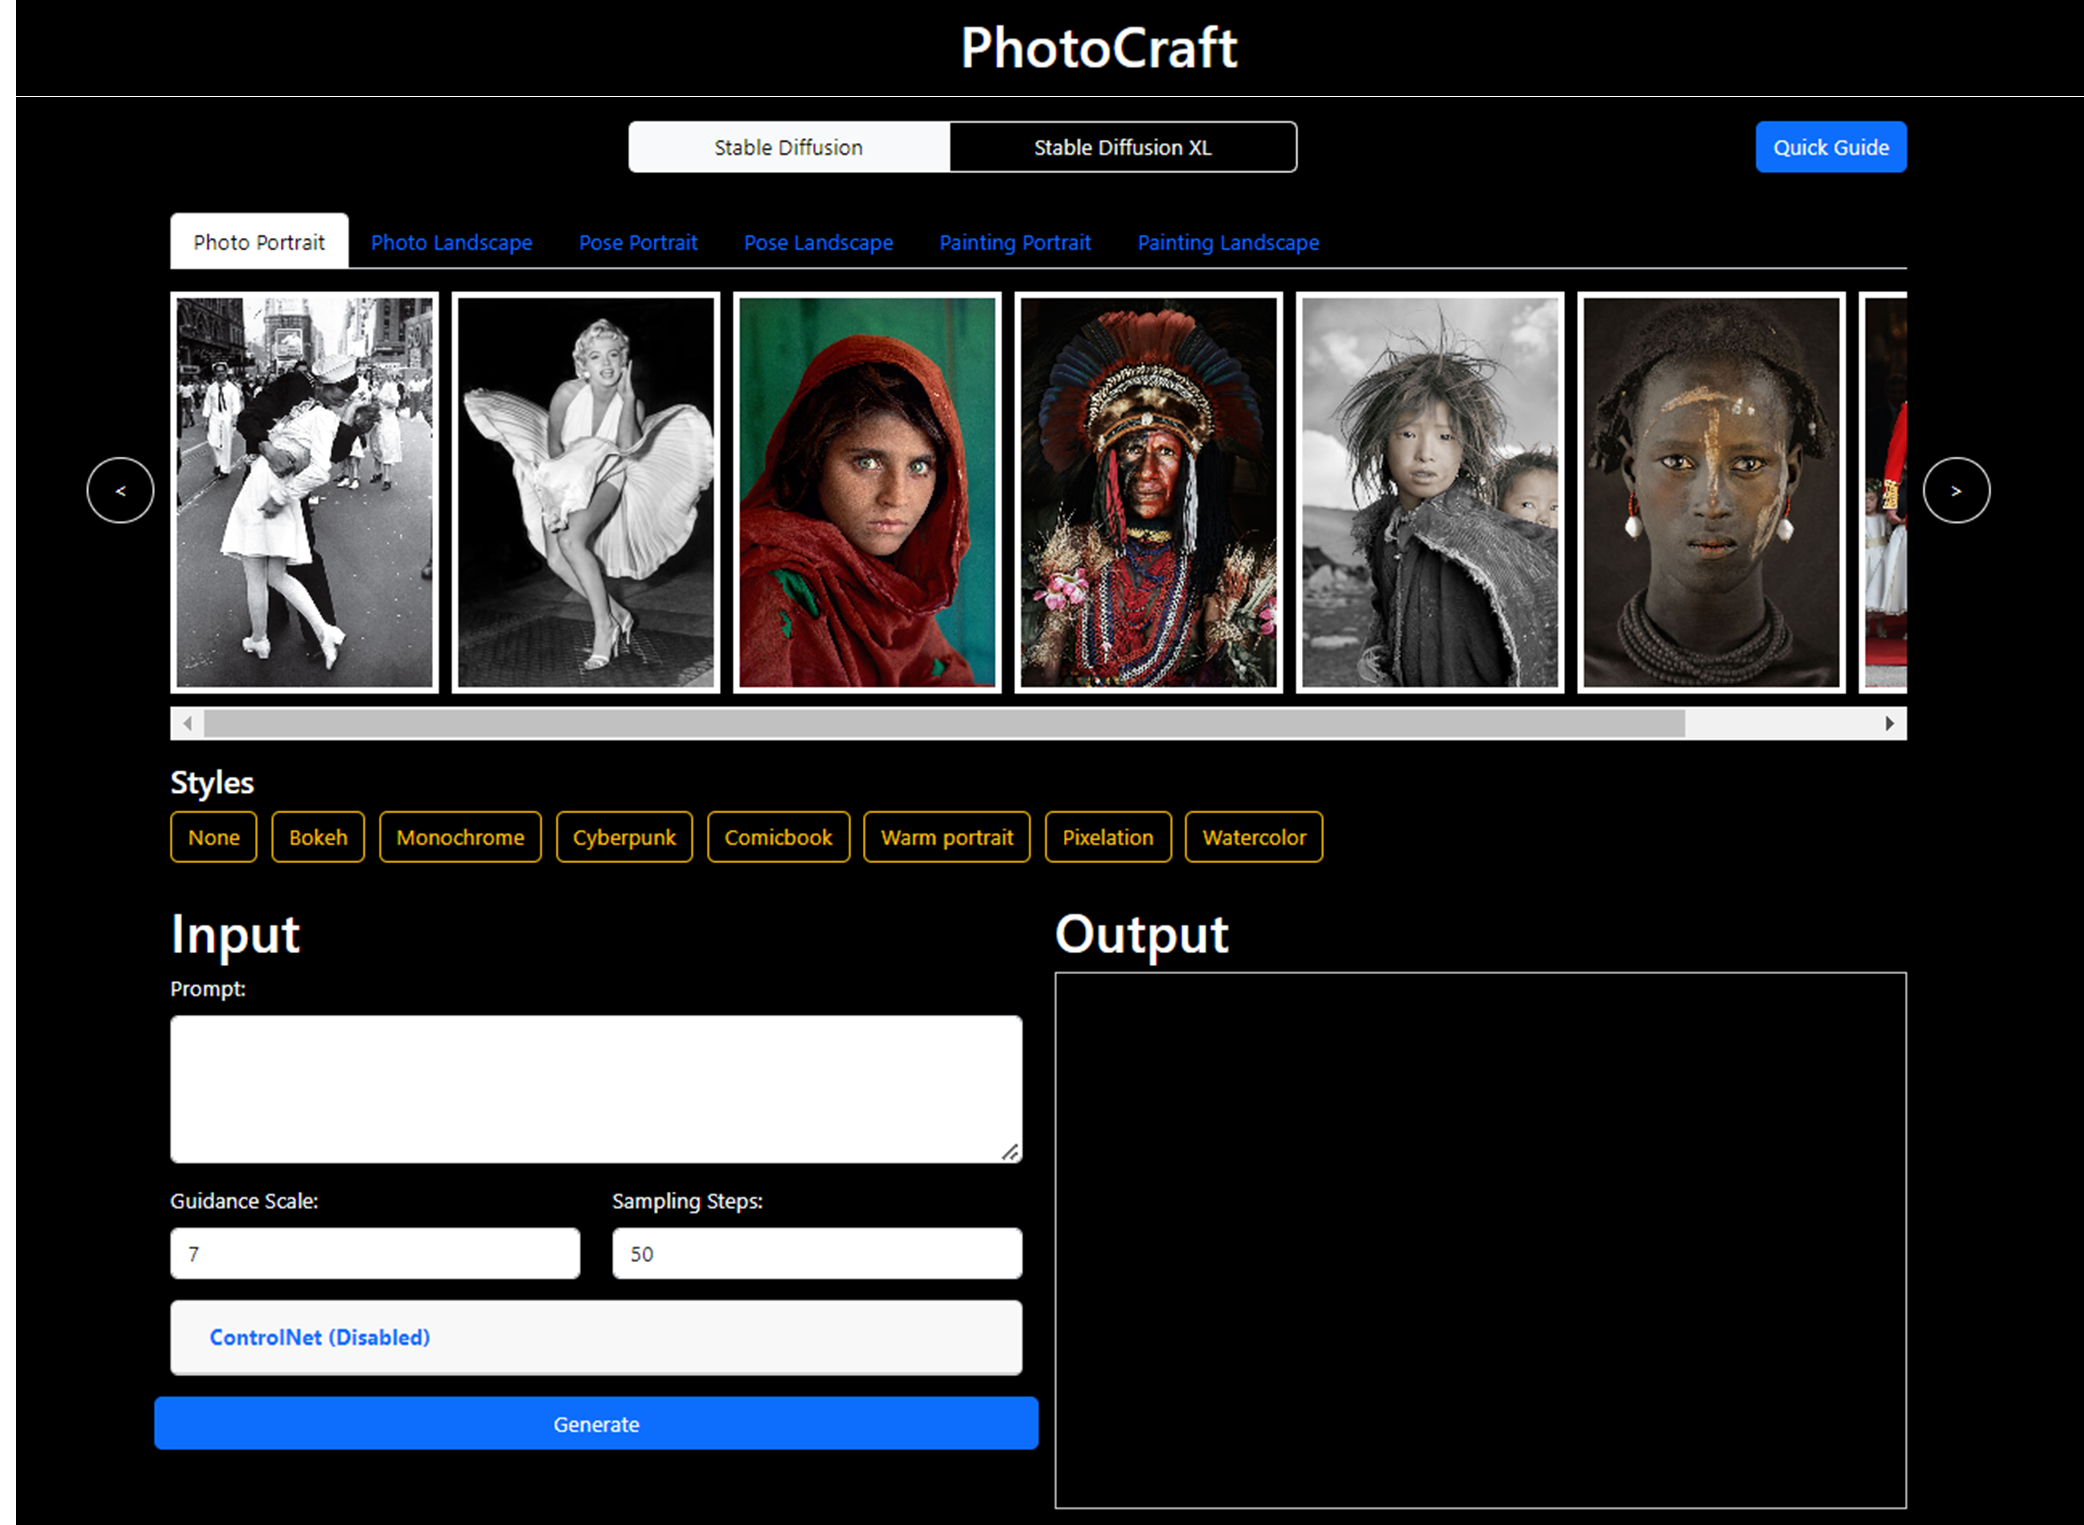 PhotoCraft
Stable Diffusion Stable Diffusion XL Quick Guide
Photo Portrait Photo Landscape Pose Portrait Pose Landscape Painting Portrait Painting Landscape
< >
Styles
None Bokeh Monochrome Cyberpunk Comicbook Warm portrait Pixelation Watercolor
Input
Prompt:
Guidance Scale: Sampling Steps:
7 50
ControlNet (Disabled)
Generate
Output